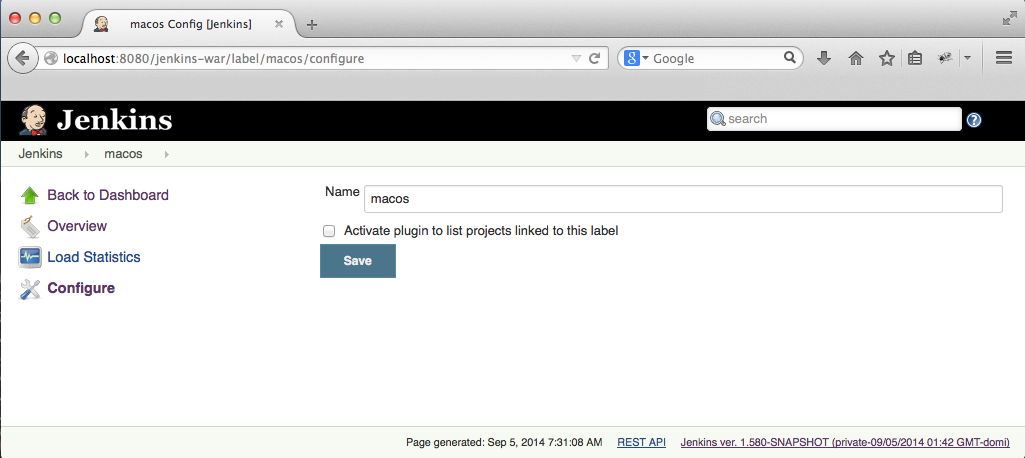 macos Config [Jenkins]
localhost:8080/jenkins-war/label/macos/configure
Google
Jenkins
search
Jenkins
macos
Back to Dashboard
Overview
Load Statistics
Configure
Name
macos
Activate plugin to list projects linked to this label
Save
Page generated: Sep 5, 2014 7:31:08 AM REST API Jenkins ver. 1.580-SNAPSHOT (private-09/05/2014 01:42 GMT-domi)